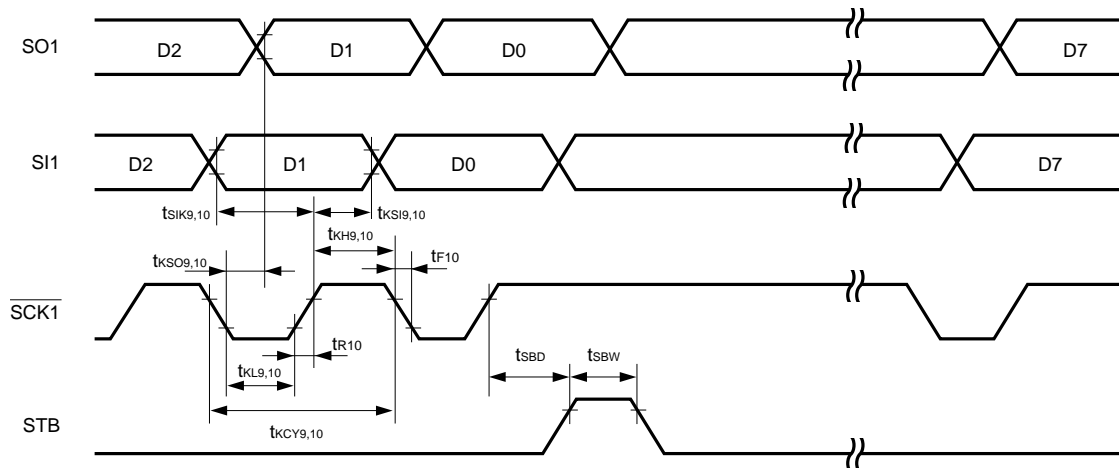 SO1
D2
D1
D0
D7
SI1
D2
D1
D0
D7
tSIK9,10
tKSI9,10
tKH9,10
tF10
tKSO9,10
SCK1
tR10
tKL9,10
tSBD
tSBW
STB
tKCY9,10